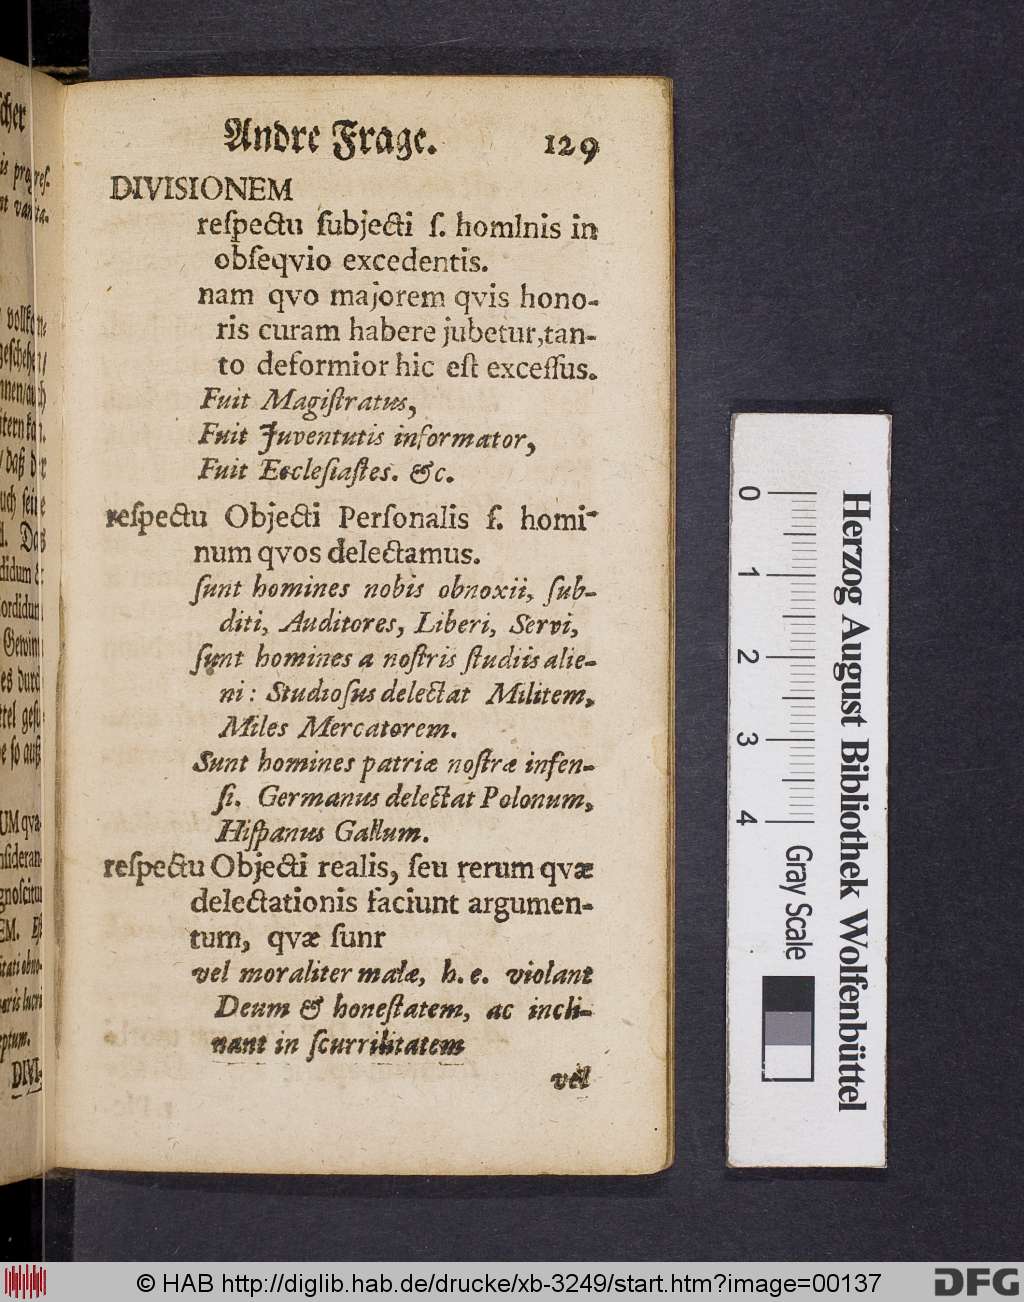 Andre Frage. 129
DIVISIONEM
reſpectu ſubjecti ſ. homInis in
obſeqvio excedentis.
nam qvo majorem qvis hono-
ris curam habere jubetur,tan-
to deformior hic eſt exceſſus.
Fuit Magiſtratus,
Fuit Juventutis informator,
Fuit Eccleſiaſtes. &c.
reſpectu Objecti Perſonalis ſ. homi-
num qvos delectamus.
ſunt homines nobis obnoxii, ſub-
diti, Auditores, Liberi, Servi,
ſunt homines a noſtris ſtudiis alie-
ni: Studioſus delectat Militem,
Miles Mercatorem.
Sunt homines patriæ noſtræ infen-
ſi. Germanus delectat Polonum,
Hiſpanus Gallum.
reſpectu Objecti realis, ſeu rerum qvæ
delectationis faciunt argumen-
tum, qvæ ſunr
vel moraliter malæ, h. e. violant
Deum & honeſtatem, ac incli-
nant in ſcurrilitatem
vel
ſcher
vollko
geſchehe
DIVI-
0 1 2 3 4
Gray Scale
Herzog August Bibliothek Wolfenbüttel
© HAB http://diglib.hab.de/drucke/xb-3249/start.htm?image=00137
DFG